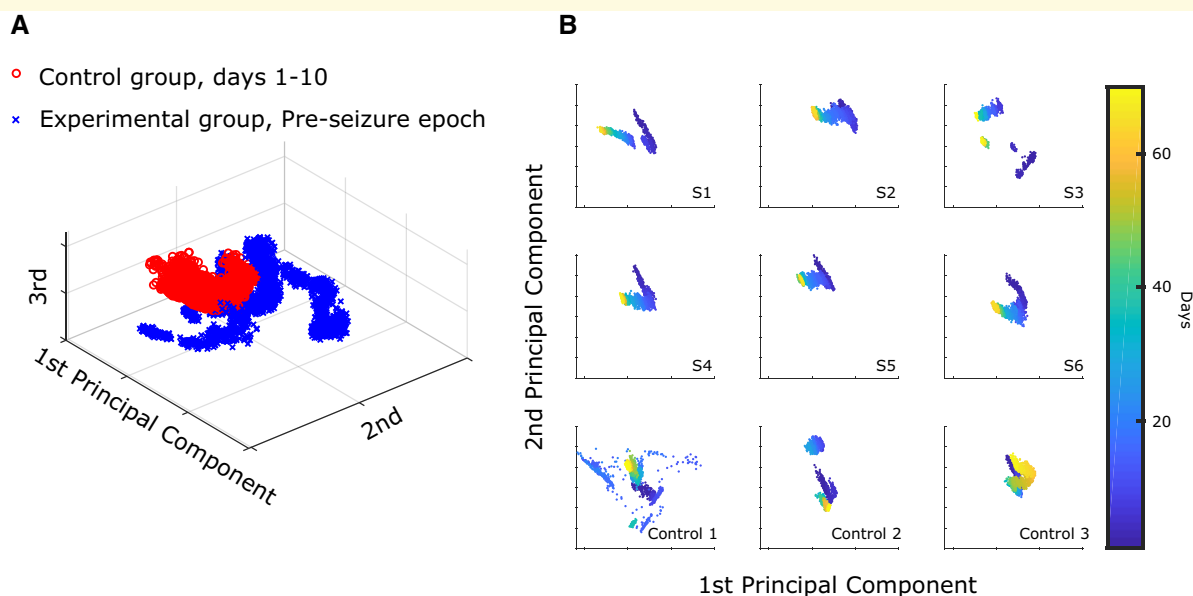 A
Control group, days 1-10
Experimental group, Pre-seizure epoch
3rd
1st Principal Component
2nd
B
2nd Principal Component
S1
S2
S3
S4
S5
S6
Control 1
Control 2
Control 3
1st Principal Component
60
40
20
Days